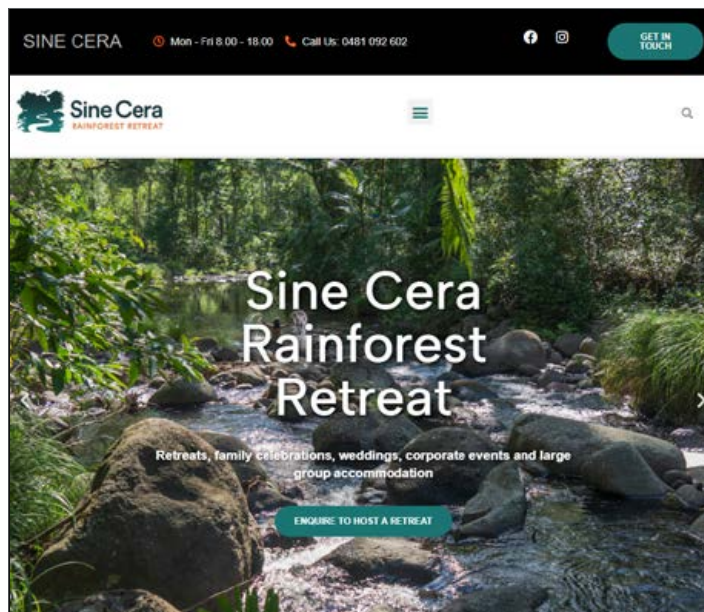 SINE CERA
Mon - Fri 8.00 - 18.00
Call Us: 0481 092 602
GET IN
TOUCH
Sine Cera
RAINFOREST RETREAT
Sine Cera
Rainforest
Retreat
Retreats, family celebrations, weddings, corporate events and large
group accommodation
ENQUIRE TO HOST A RETREAT